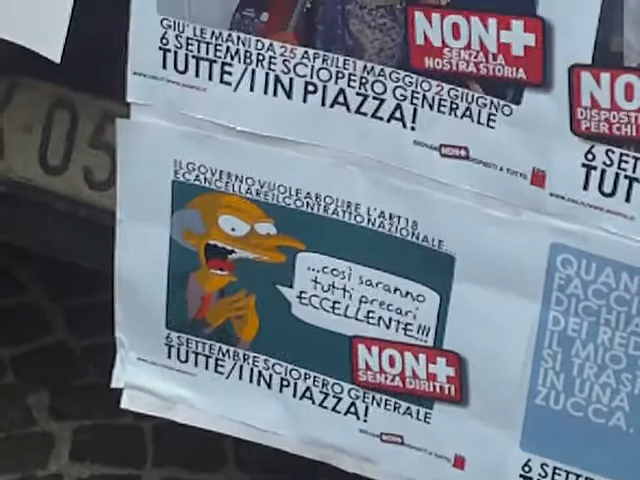 GIU' LE MANI DA 25 APRILE 1 MAGGIO 2 GIUGNO
6 SETTEMBRE SCIOPERO GENERALE
TUTTE/I IN PIAZZA!
NON+
SENZA LA
NOSTRA STORIA
NO
DISPOST
PER CHI
6 SET
TUT
05
IL GOVERNO VUOLE ABOLIRE L'ART18
E CANCELLARE IL CONTRATTO NAZIONALE...
...così saranno
tutti precari
ECCELLENTE!!!
NON+
SENZA DIRITTI
6 SETTEMBRE SCIOPERO GENERALE
TUTTE/I IN PIAZZA!
QUAN
FACCI
DICHIA
DEI RED
IL MIO
SI TRAS
IN UNA
ZUCCA.
6 SETTE